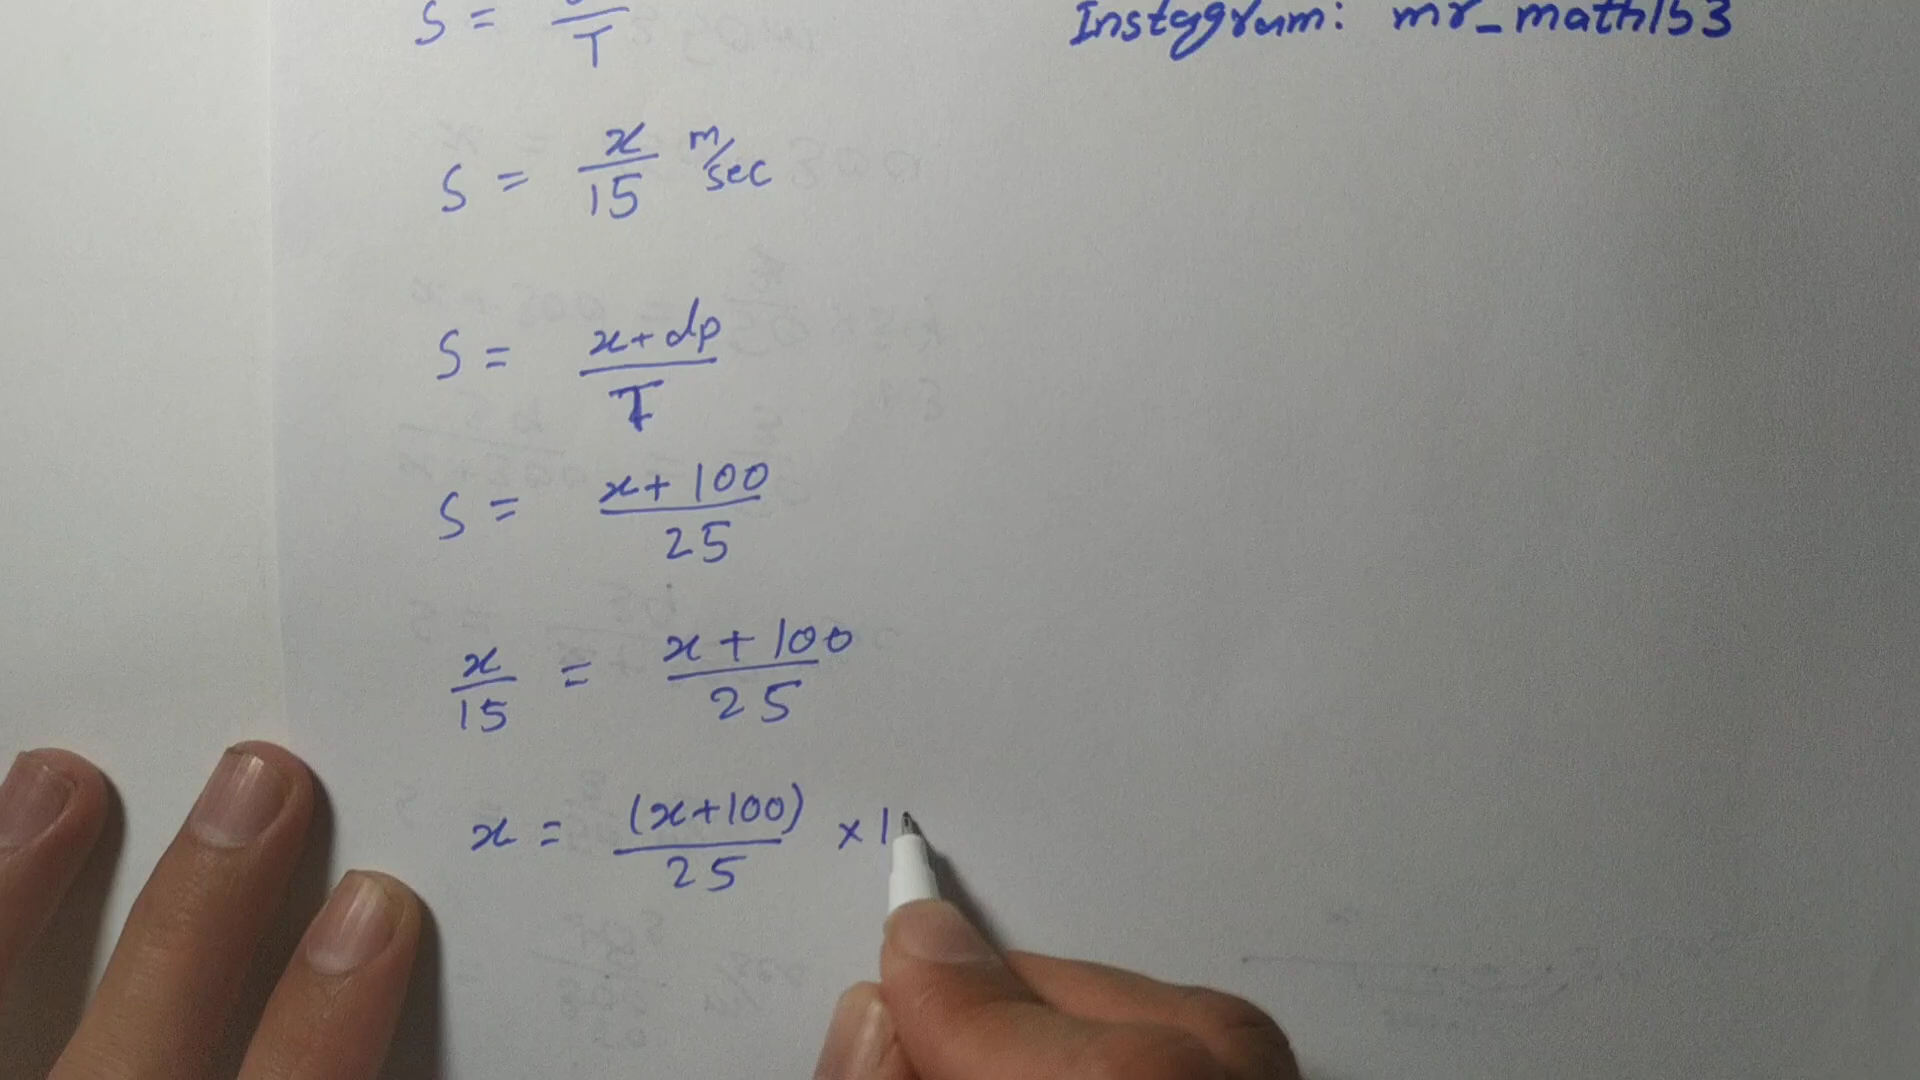 S = /T
Instagram: mr_math153
S = x/15 m/sec
S = x+dp/T
S = x+100/25
x/15 = x+100/25
x = (x+100)/25 ×1